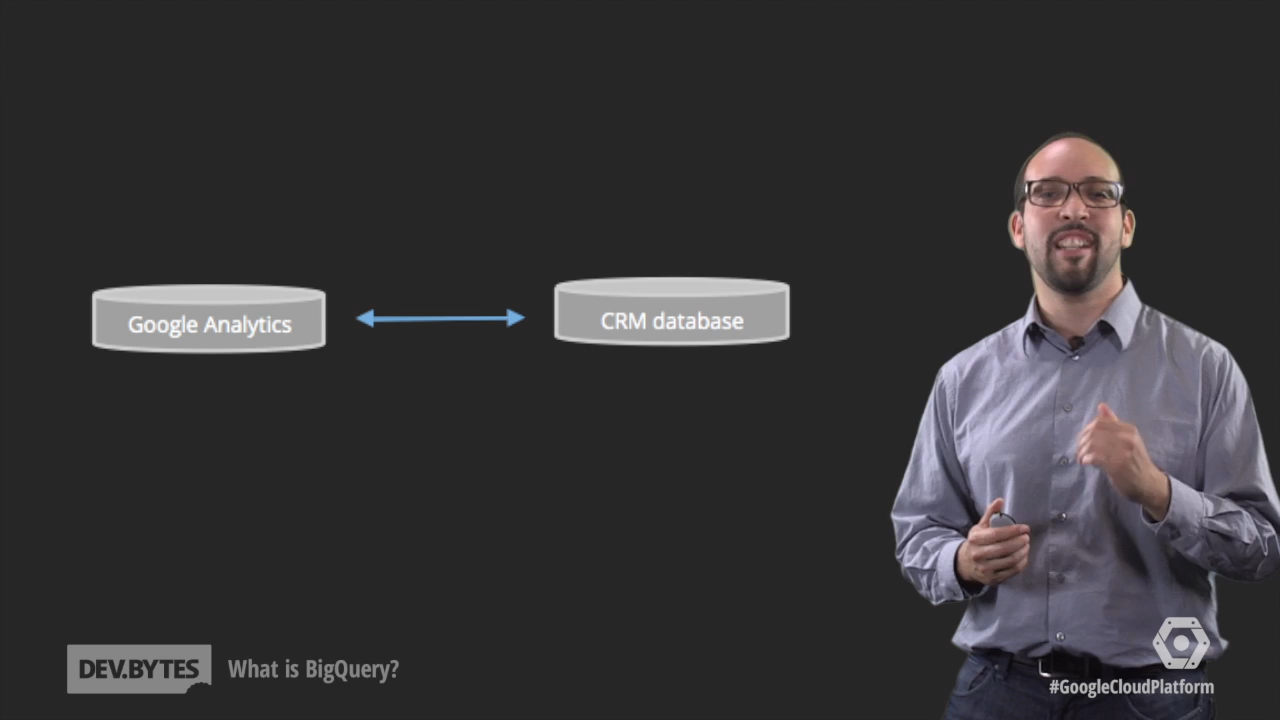 Google Analytics
CRM database
DEV.BYTES
What is BigQuery?
#GoogleCloudPlatform